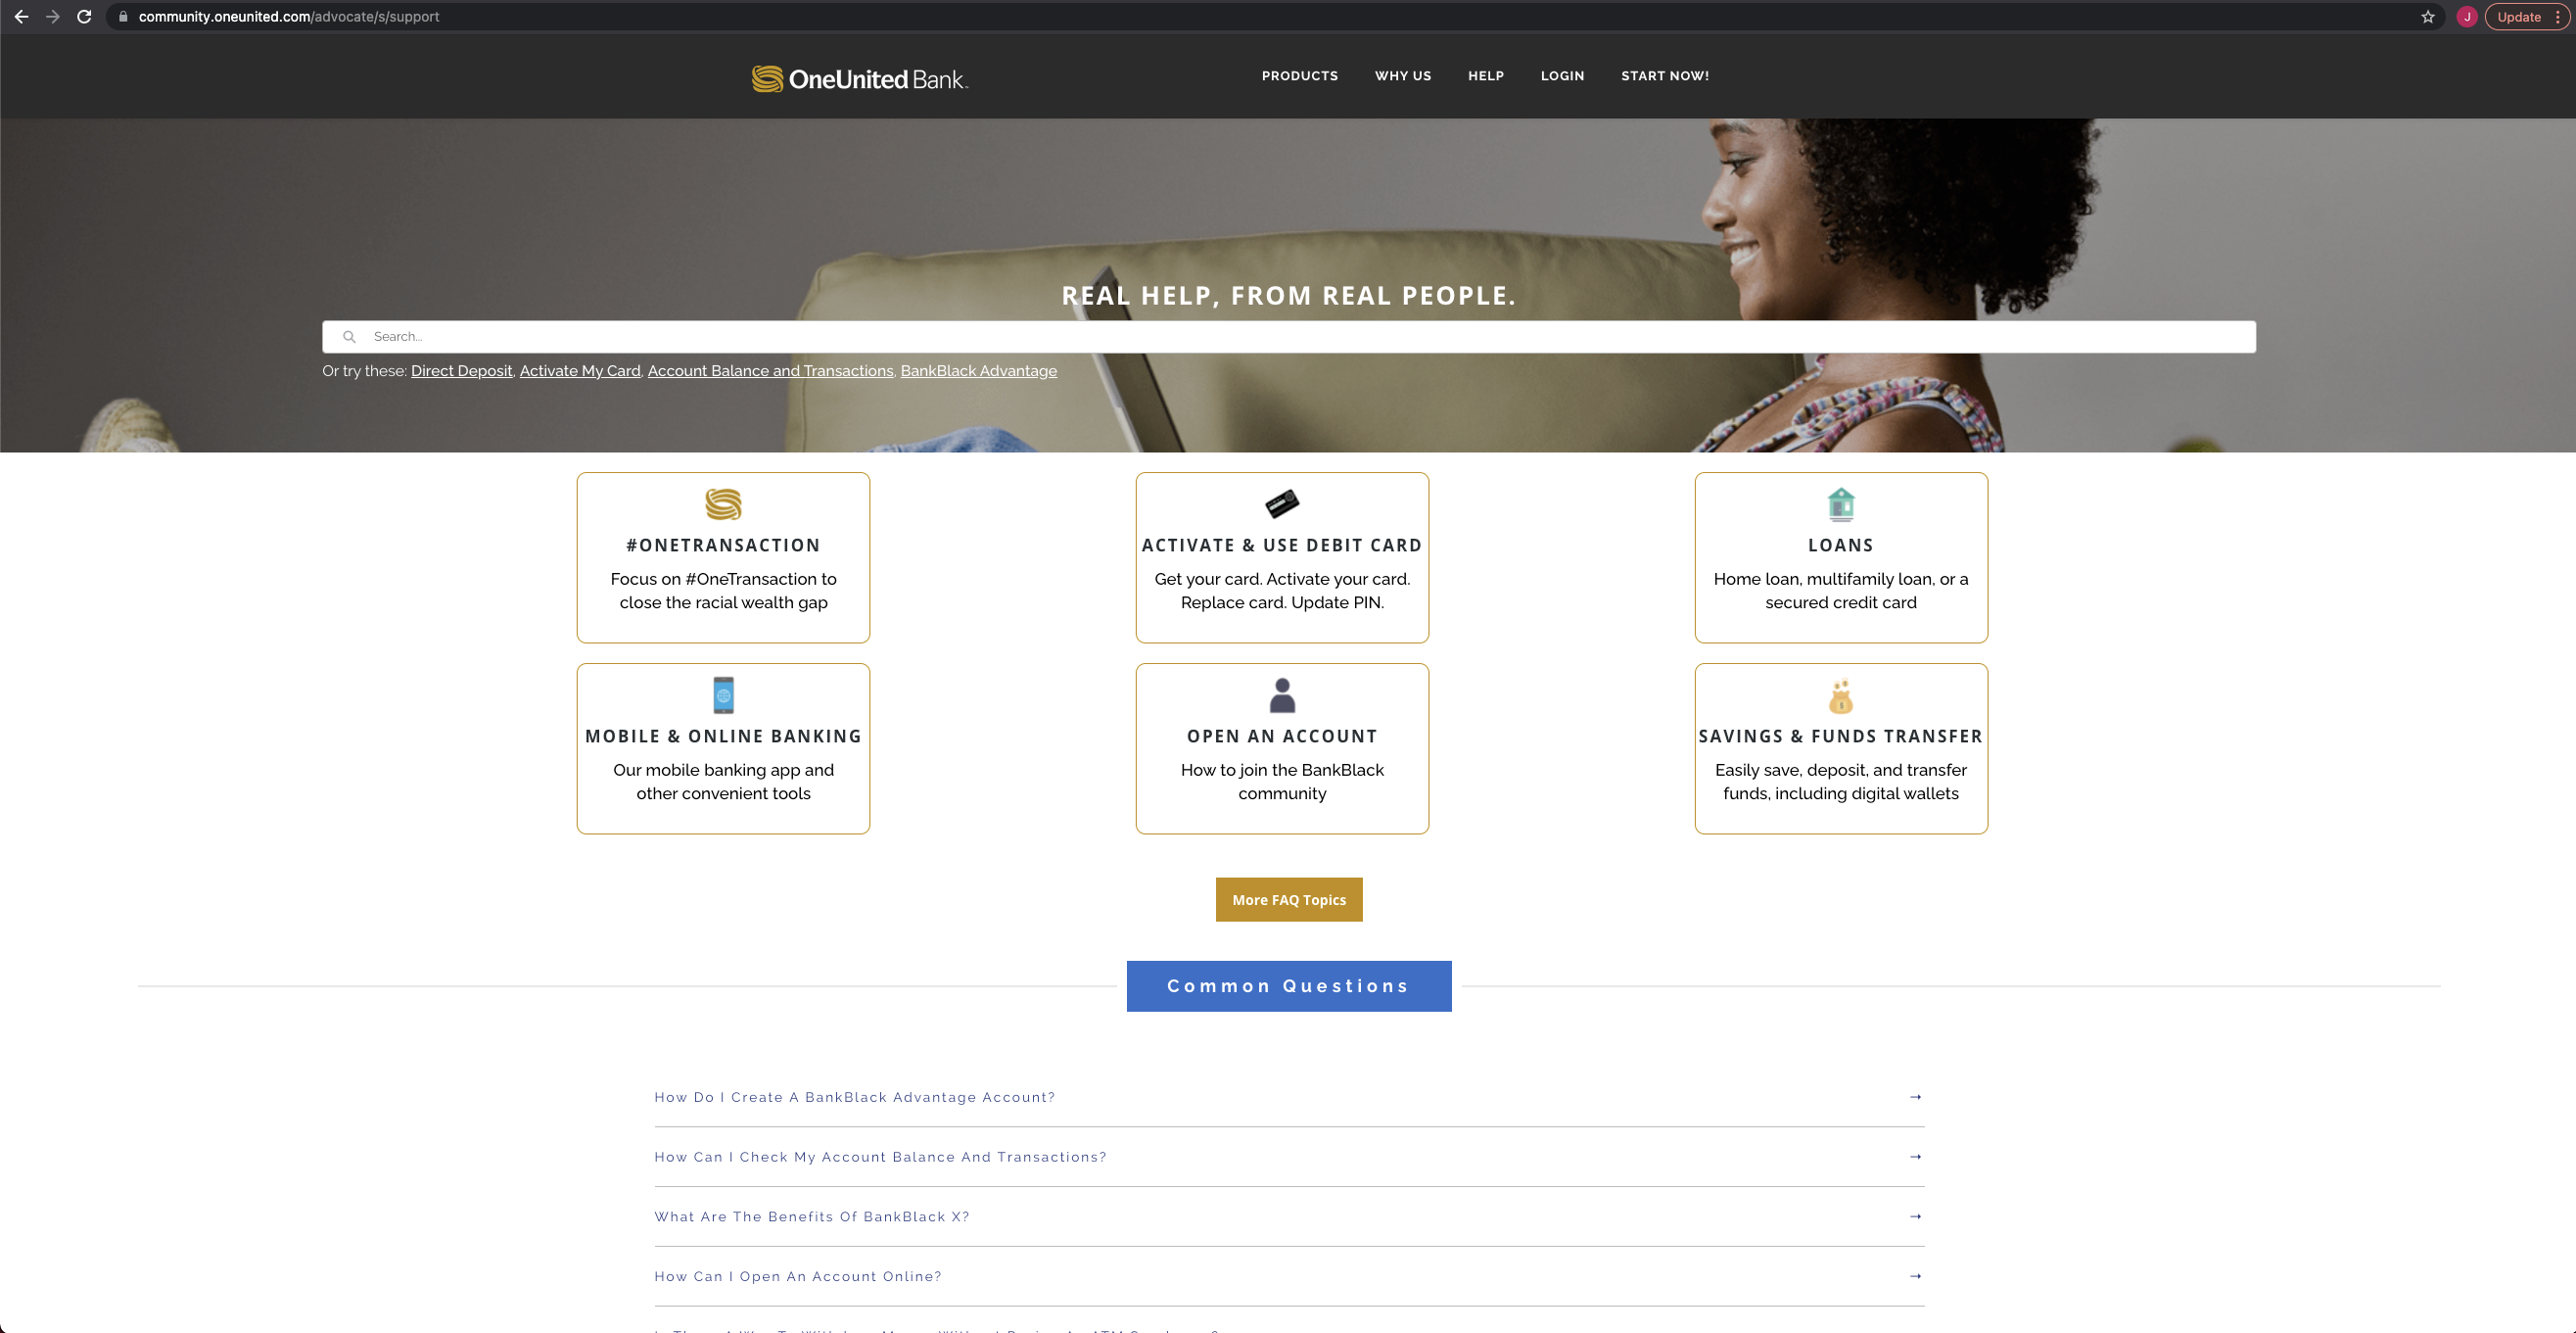 community.oneunited.com/advocate/s/support
J
Update
OneUnited Bank
PRODUCTS
WHY US
HELP
LOGIN
START NOW!
REAL HELP, FROM REAL PEOPLE.
Search...
Or try these: Direct Deposit, Activate My Card, Account Balance and Transactions, BankBlack Advantage
#ONETRANSACTION
Focus on #OneTransaction to
close the racial wealth gap
ACTIVATE & USE DEBIT CARD
Get your card. Activate your card.
Replace card. Update PIN.
LOANS
Home loan, multifamily loan, or a
secured credit card
MOBILE & ONLINE BANKING
Our mobile banking app and
other convenient tools
OPEN AN ACCOUNT
How to join the BankBlack
community
SAVINGS & FUNDS TRANSFER
Easily save, deposit, and transfer
funds, including digital wallets
More FAQ Topics
Common Questions
How Do I Create A BankBlack Advantage Account?
How Can I Check My Account Balance And Transactions?
What Are The Benefits Of BankBlack X?
How Can I Open An Account Online?